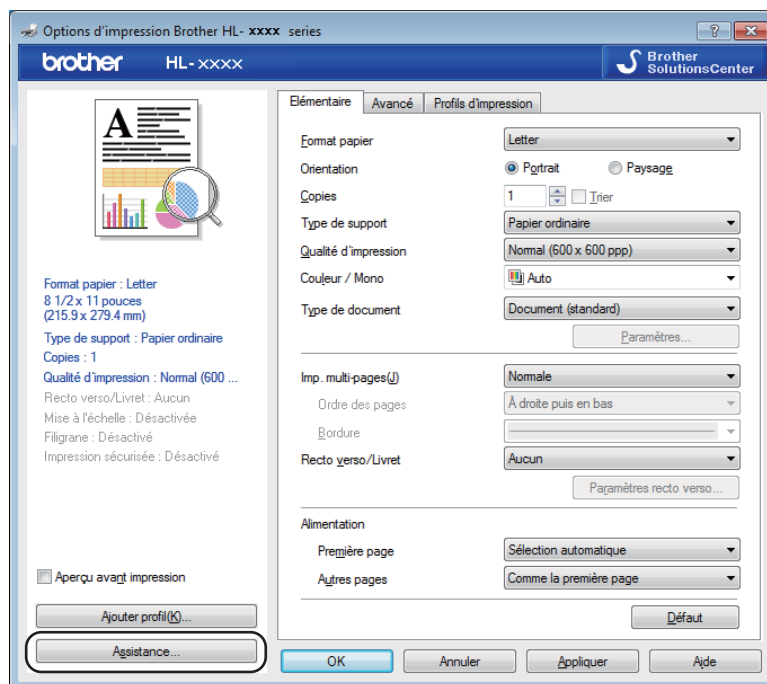 Options d'impression Brother HL- xxxx series
brother HL- xxxx
Brother
SolutionsCenter
A
Format papier : Letter
8 1/2 x 11 pouces
(215.9 x 279.4 mm)
Type de support : Papier ordinaire
Copies : 1
Qualité d'impression : Normal (600 ...
Recto verso/Livret : Aucun
Mise à l'échelle : Désactivée
Filigrane : Désactivé
Impression sécurisée : Désactivé
Aperçu avant impression
Ajouter profil(K)...
Assistance...
Elémentaire Avancé Profils d'impression
Format papier Letter
Orientation Portrait Paysage
Copies 1 Trier
Type de support Papier ordinaire
Qualité d'impression Normal (600 x 600 ppp)
Couleur / Mono Auto
Type de document Document (standard)
Paramètres...
Imp. multi-pages(J) Normale
Ordre des pages À droite puis en bas
Bordure
Recto verso/Livret Aucun
Paramètres recto verso...
Alimentation
Première page Sélection automatique
Autres pages Comme la première page
Défaut
OK Annuler Appliquer Aide